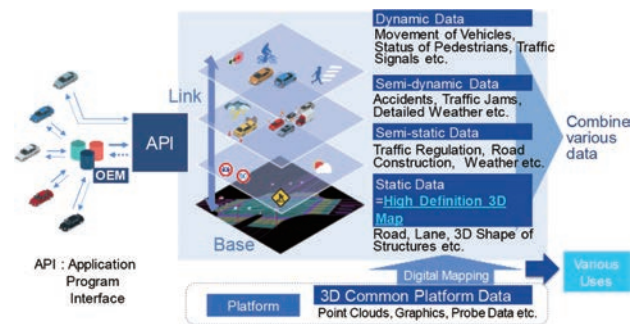 Dynamic Data
Movement of Vehicles,
Status of Pedestrians, Traffic
Signals etc.
Semi-dynamic Data
Accidents, Traffic Jams,
Detailed Weather etc.
Semi-static Data
Traffic Regulation, Road
Construction, Weather etc.
Static Data
=High Definition 3D
Map
Road, Lane, 3D Shape of
Structures etc.
Combine
various
data
Link
API
OEM
Base
API : Application
Program
Interface
Digital Mapping
Various
Uses
Platform
3D Common Platform Data
Point Clouds, Graphics, Probe Data etc.